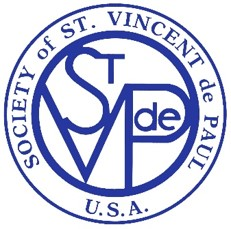 SOCIETY of ST. VINCENT de PAUL
ST
V de P
U.S.A.